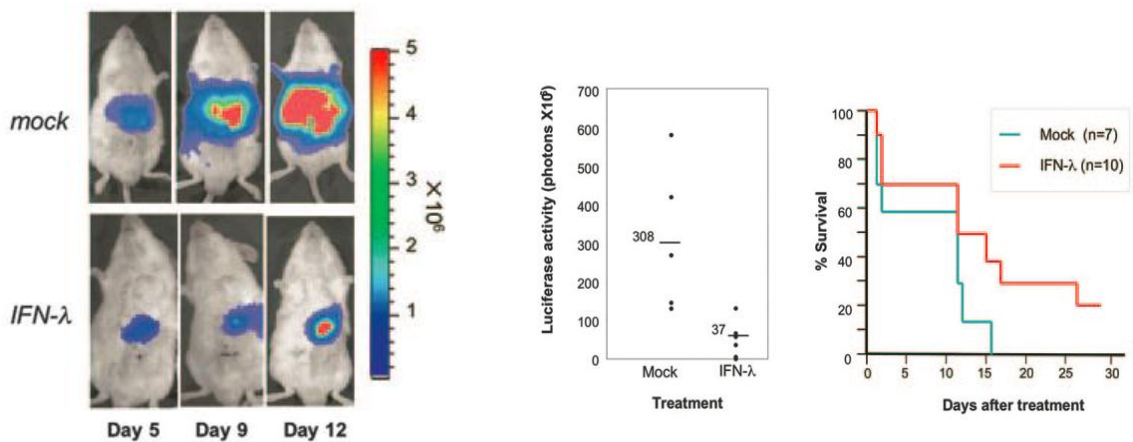 mock
IFN-λ
Day 5 Day 9 Day 12
5
4
3
2
1
X 10⁶
Luciferase activity (photons X10⁶)
700
600
500
400
300
200
100
0
308
37
Mock IFN-λ
Treatment
% Survival
100
80
60
40
20
0
Mock (n=7)
IFN-λ (n=10)
0 5 10 15 20 25 30
Days after treatment